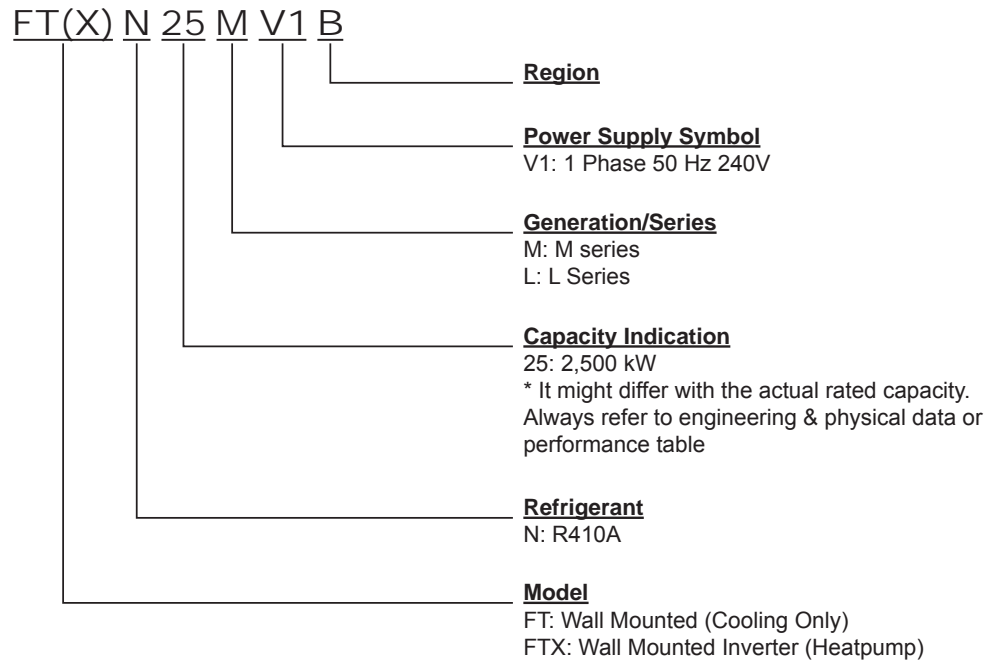 FT(X) N 25 M V1 B
Region
Power Supply Symbol
V1: 1 Phase 50 Hz 240V
Generation/Series
M: M series
L: L Series
Capacity Indication
25: 2,500 kW
* It might differ with the actual rated capacity.
Always refer to engineering & physical data or
performance table
Refrigerant
N: R410A
Model
FT: Wall Mounted (Cooling Only)
FTX: Wall Mounted Inverter (Heatpump)